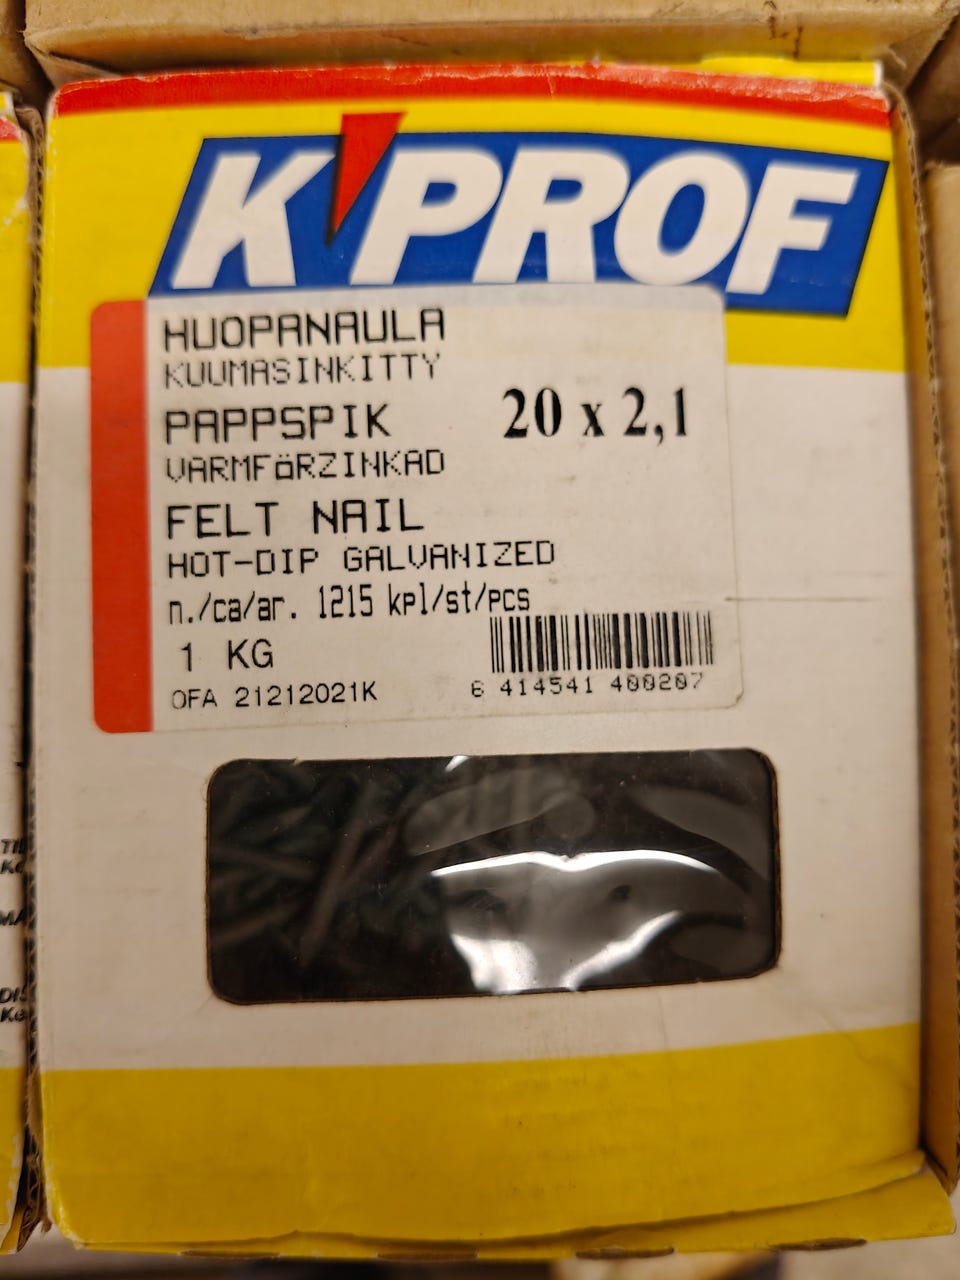 K'PROF
HUOPANAULA
KUUMASINKITTY
PAPPSPIK
20 x 2,1
VARMFÖRZINKAD
FELT NAIL
HOT-DIP GALVANIZED
n./ca/ar. 1215 kpl/st/pcs
1 KG
OFA 21212021K
6 414541 400207